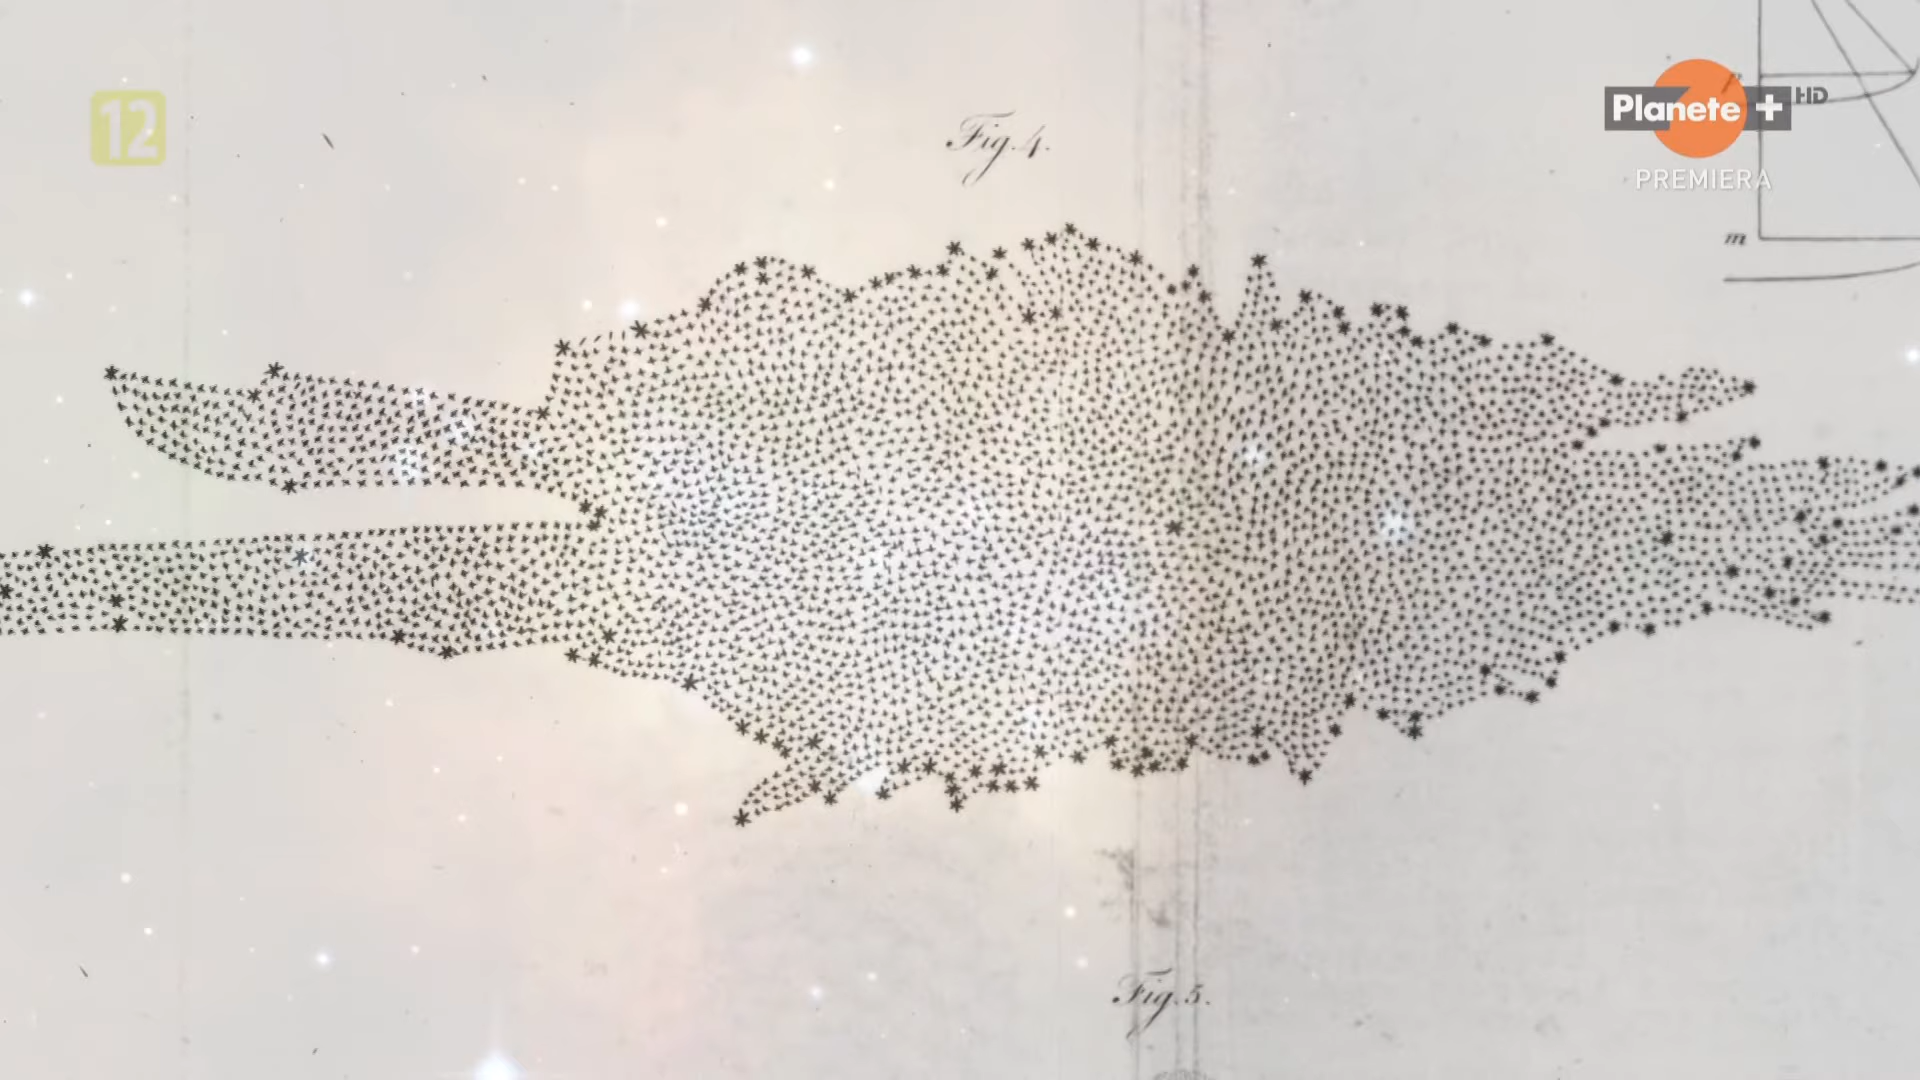 12
Planete +
HD
PREMIERA
Fig. 4.
m
Fig. 5.